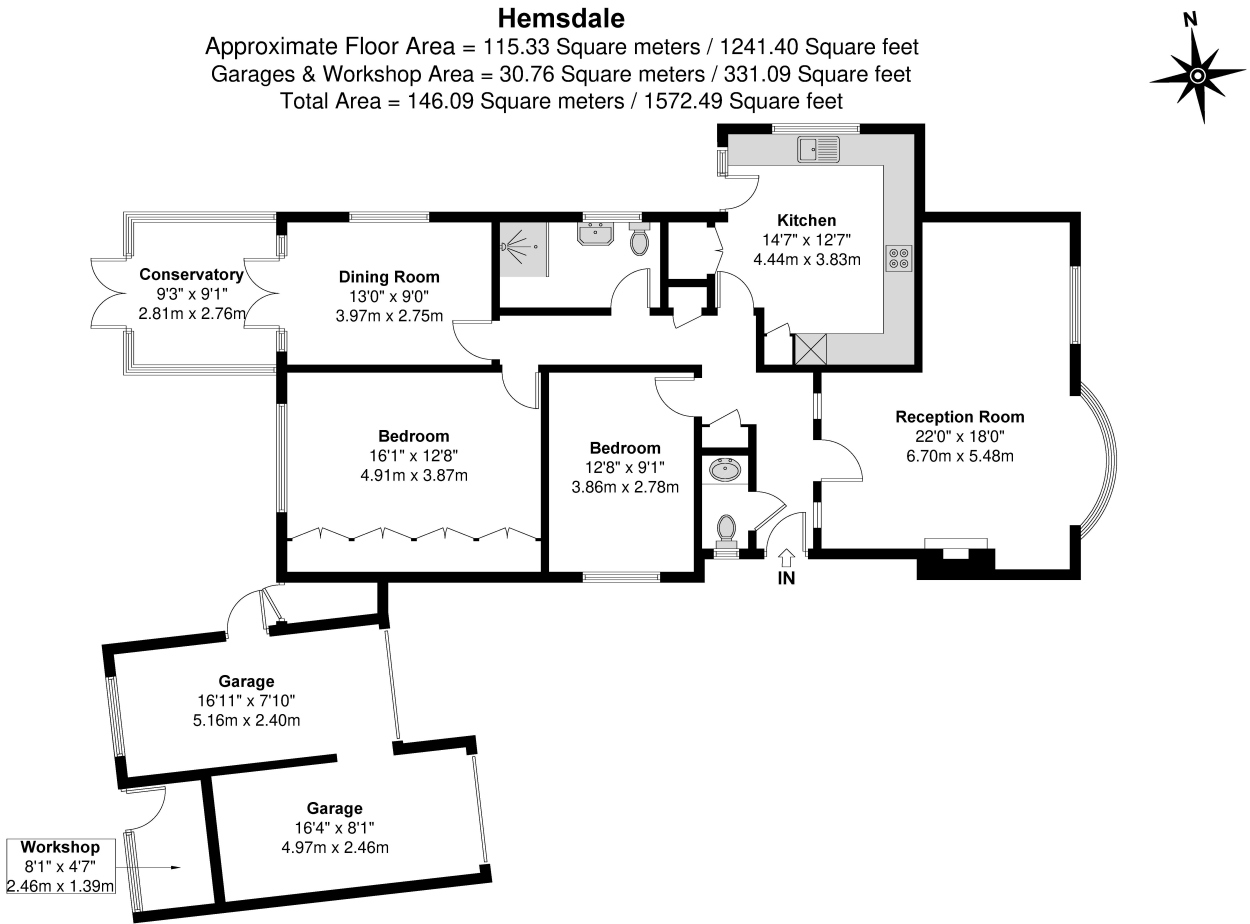 Hemsdale
Approximate Floor Area = 115.33 Square meters / 1241.40 Square feet
Garages & Workshop Area = 30.76 Square meters / 331.09 Square feet
Total Area = 146.09 Square meters / 1572.49 Square feet
N
Kitchen
14'7" x 12'7"
4.44m x 3.83m
Conservatory
9'3" x 9'1"
2.81m x 2.76m
Dining Room
13'0" x 9'0"
3.97m x 2.75m
Reception Room
22'0" x 18'0"
6.70m x 5.48m
Bedroom
16'1" x 12'8"
4.91m x 3.87m
Bedroom
12'8" x 9'1"
3.86m x 2.78m
IN
Garage
16'11" x 7'10"
5.16m x 2.40m
Garage
16'4" x 8'1"
4.97m x 2.46m
Workshop
8'1" x 4'7"
2.46m x 1.39m